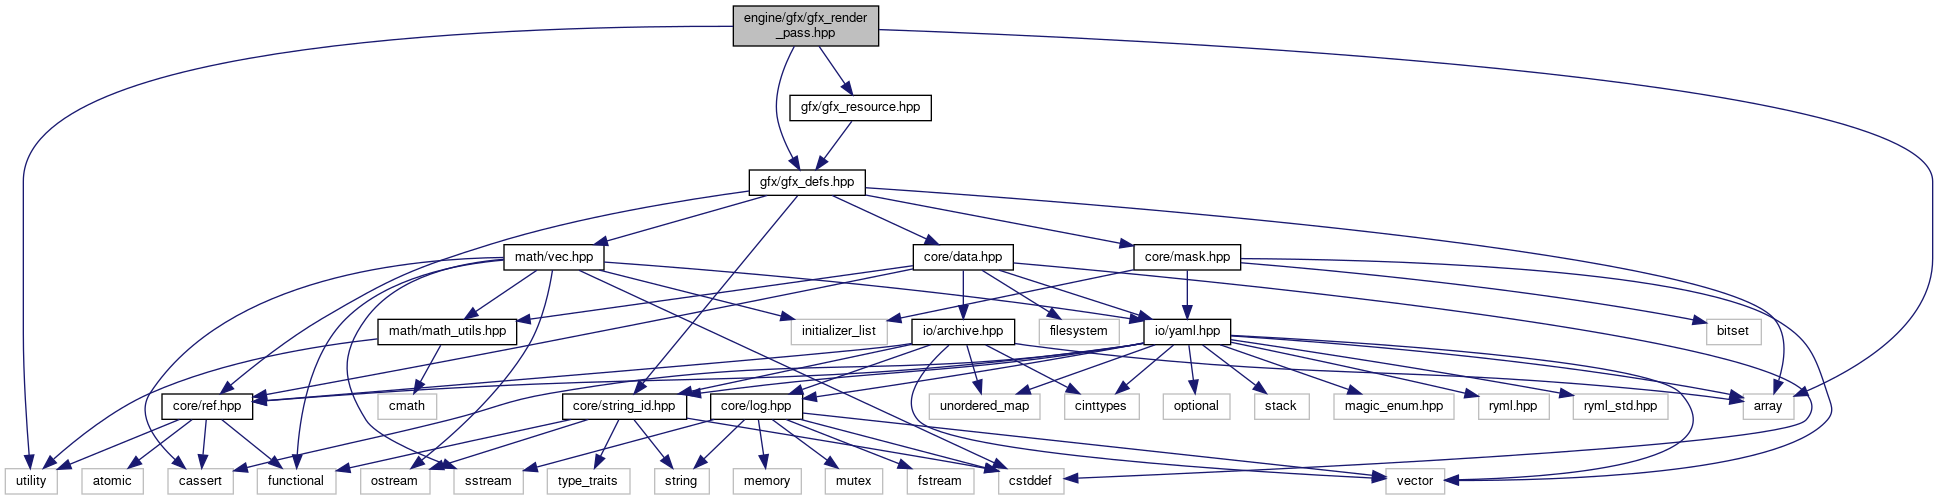 engine/gfx/gfx_render
_pass.hpp
gfx/gfx_resource.hpp
gfx/gfx_defs.hpp
math/vec.hpp
core/data.hpp
core/mask.hpp
math/math_utils.hpp
initializer_list
io/archive.hpp
filesystem
io/yaml.hpp
bitset
core/ref.hpp
cmath
core/string_id.hpp
core/log.hpp
unordered_map
cinttypes
optional
stack
magic_enum.hpp
ryml.hpp
ryml_std.hpp
array
utility
atomic
cassert
functional
ostream
sstream
type_traits
string
memory
mutex
fstream
cstddef
vector